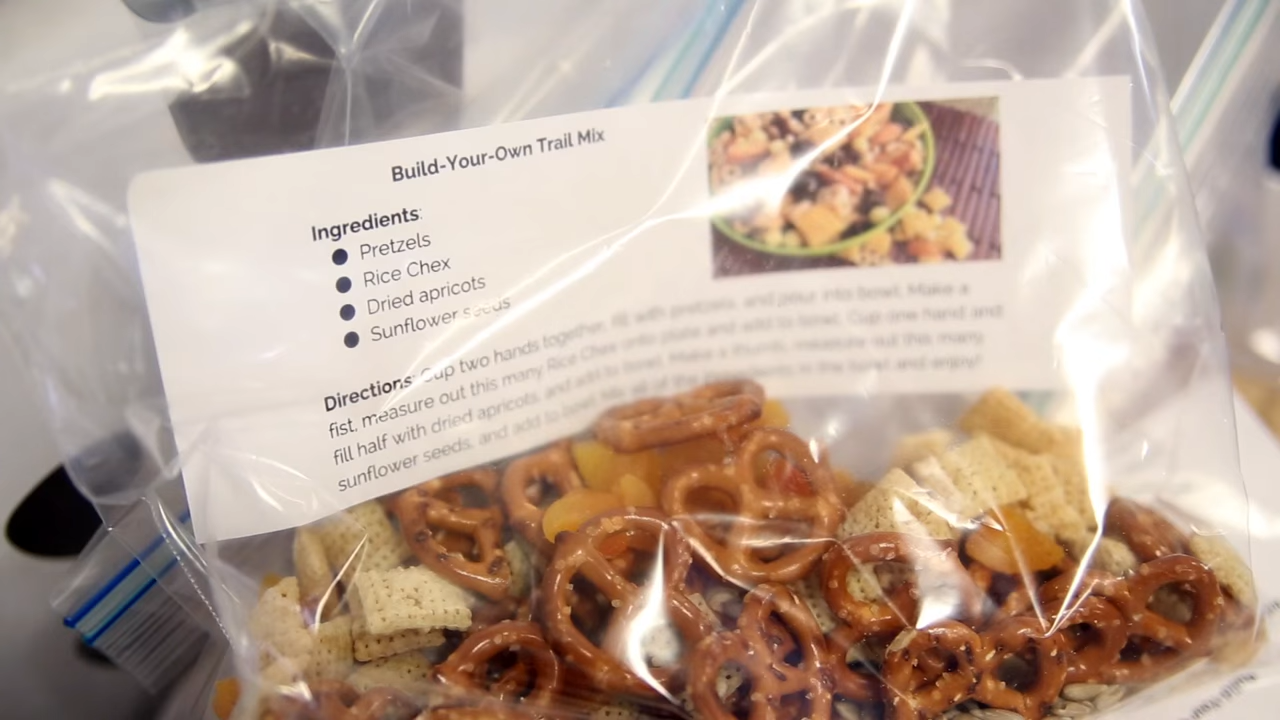 Build-Your-Own Trail Mix
Ingredients:
Pretzels
Rice Chex
Dried apricots
Sunflower seeds
Directions: Cup two hands together, fill with pretzels, and pour into bowl. Make a
fist, measure out this many Rice Chex onto plate and add to bowl. Cup one hand and
fill half with dried apricots, and add to bowl. Make a thumb, measure out this many
sunflower seeds, and add to bowl. Mix all of the ingredients in the bowl and enjoy!